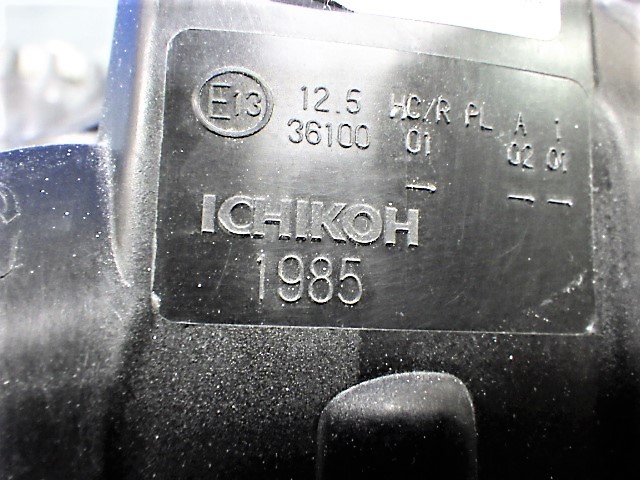 E13 12.5 HC/R PL A 1
36100 01 02 01
→ → →
ICHIKOH
1985